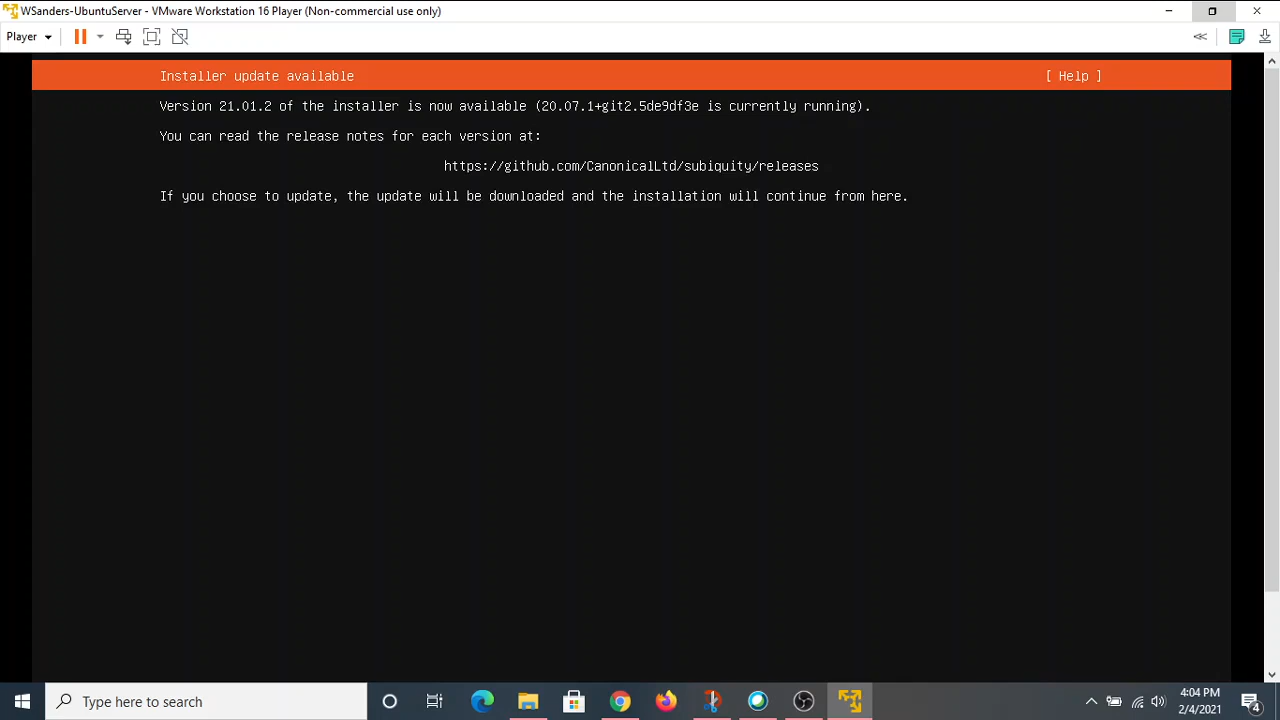 WSanders-UbuntuServer - VMware Workstation 16 Player (Non-commercial use only)
Player
Installer update available [ Help ]
Version 21.01.2 of the installer is now available (20.07.1+git2.5de9df3e is currently running).
You can read the release notes for each version at:
https://github.com/CanonicalLtd/subiquity/releases
If you choose to update, the update will be downloaded and the installation will continue from here.
Type here to search
4:04 PM
2/4/2021
4